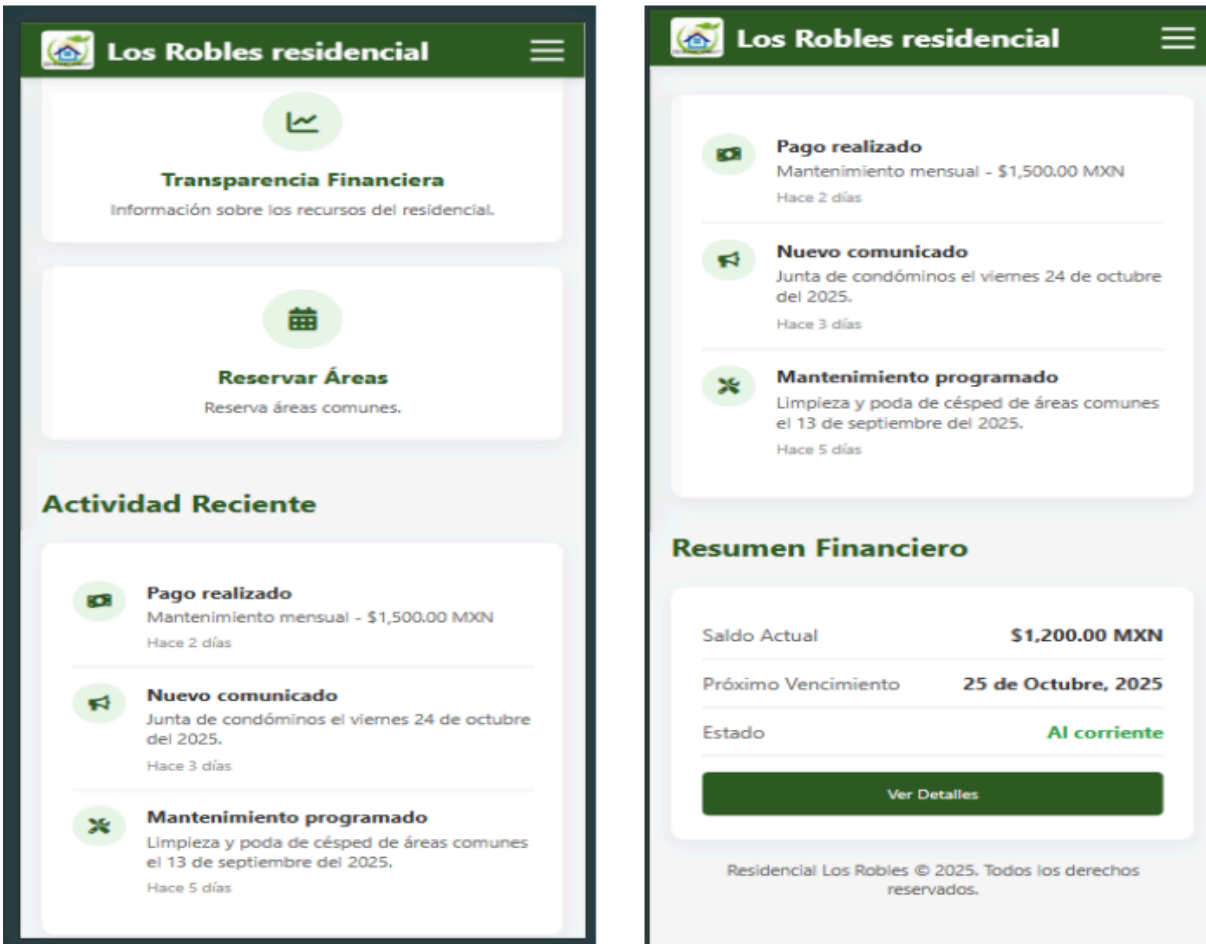 Los Robles residencial
Transparencia Financiera
Información sobre los recursos del residencial.
Reservar Áreas
Reserva áreas comunes.
Actividad Reciente
Pago realizado
Mantenimiento mensual - $1,500.00 MXN
Hace 2 días
Nuevo comunicado
Junta de condóminos el viernes 24 de octubre
del 2025.
Hace 3 días
Mantenimiento programado
Limpieza y poda de césped de áreas comunes
el 13 de septiembre del 2025.
Hace 5 días
Los Robles residencial
Pago realizado
Mantenimiento mensual - $1,500.00 MXN
Hace 2 días
Nuevo comunicado
Junta de condóminos el viernes 24 de octubre
del 2025.
Hace 3 días
Mantenimiento programado
Limpieza y poda de césped de áreas comunes
el 13 de septiembre del 2025.
Hace 5 días
Resumen Financiero
Saldo Actual $1,200.00 MXN
Próximo Vencimiento 25 de Octubre, 2025
Estado Al corriente
Ver Detalles
Residencial Los Robles © 2025. Todos los derechos
reservados.